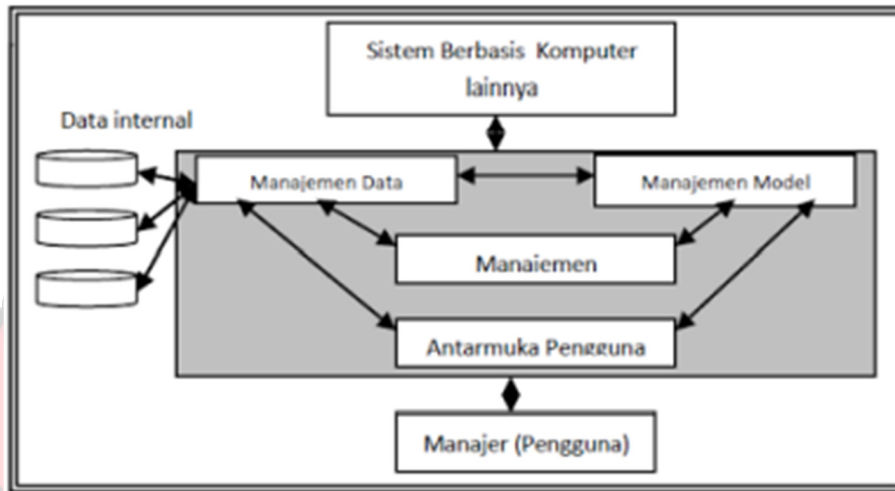 Sistem Berbasis Komputer
lainnya
Data internal
Manajemen Data
Manajemen Model
Manaiemen
Antarmuka Pengguna
Manajer (Pengguna)